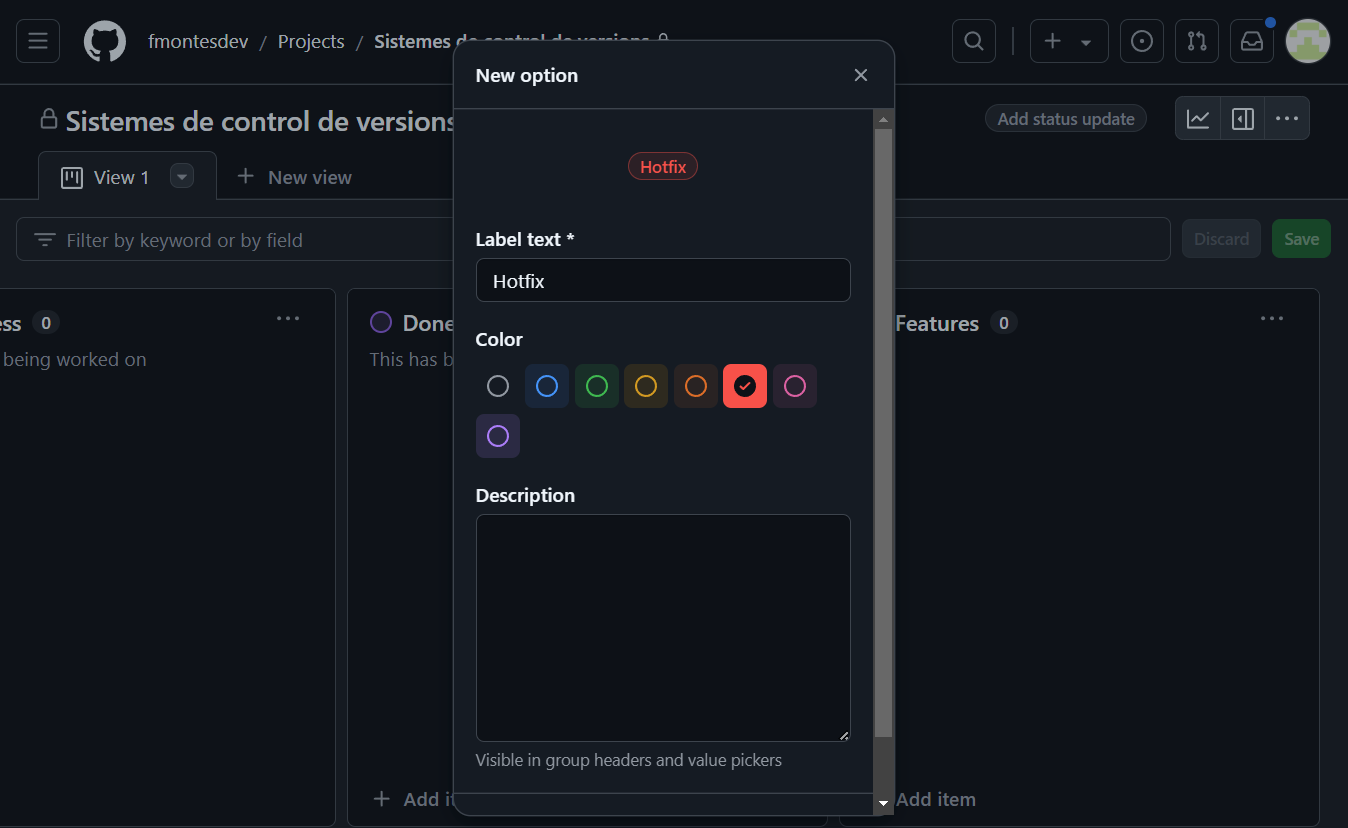 fmontesdev / Projects / Sistemes de control de versions
New option
Sistemes de control de versions
Add status update
Hotfix
View 1
New view
Label text *
Filter by keyword or by field
Discard
Save
Hotfix
0
Done
Features 0
being worked on
This has
Color
Description
Visible in group headers and value pickers
Add
Add item